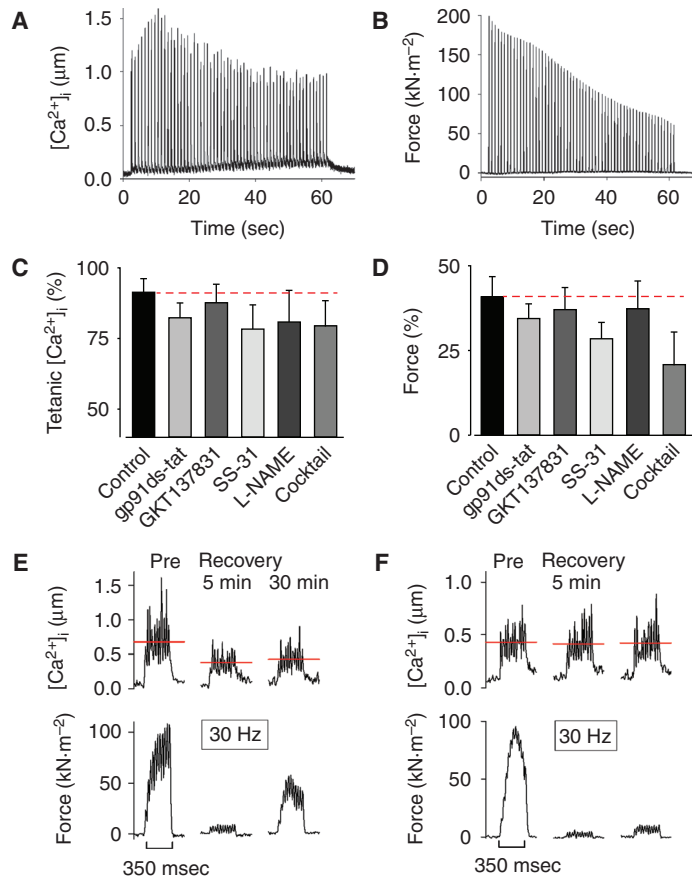 A
[Ca²⁺]ᵢ (μm)
1.5
1.0
0.5
0.0
0 20 40 60
Time (sec)
B
Force (kN·m⁻²)
200
150
100
50
0
0 20 40 60
Time (sec)
C
Tetanic [Ca²⁺]ᵢ (%)
100
75
50
Control
gp91ds-tat
GKT137831
SS-31
L-NAME
Cocktail
D
Force (%)
50
25
0
Control
gp91ds-tat
GKT137831
SS-31
L-NAME
Cocktail
E
Pre Recovery
5 min 30 min
[Ca²⁺]ᵢ (μm)
1.5
1.0
0.5
0.0
Force (kN·m⁻²)
100
50
0
30 Hz
350 msec
F
Pre Recovery
5 min
[Ca²⁺]ᵢ (μm)
1.0
0.5
0.0
Force (kN·m⁻²)
100
50
0
30 Hz
350 msec